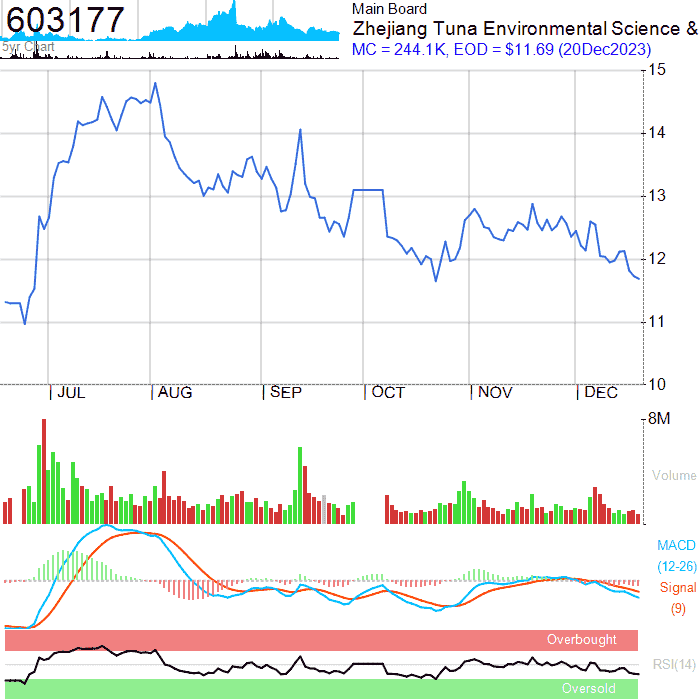 603177
5yr Chart
Main Board
Zhejiang Tuna Environmental Science &
MC = 244.1K, EOD = $11.69 (20Dec2023)
15
14
13
12
11
10
JUL AUG SEP OCT NOV DEC
8M
Volume
MACD
(12-26)
Signal
(9)
Overbought
RSI(14)
Oversold